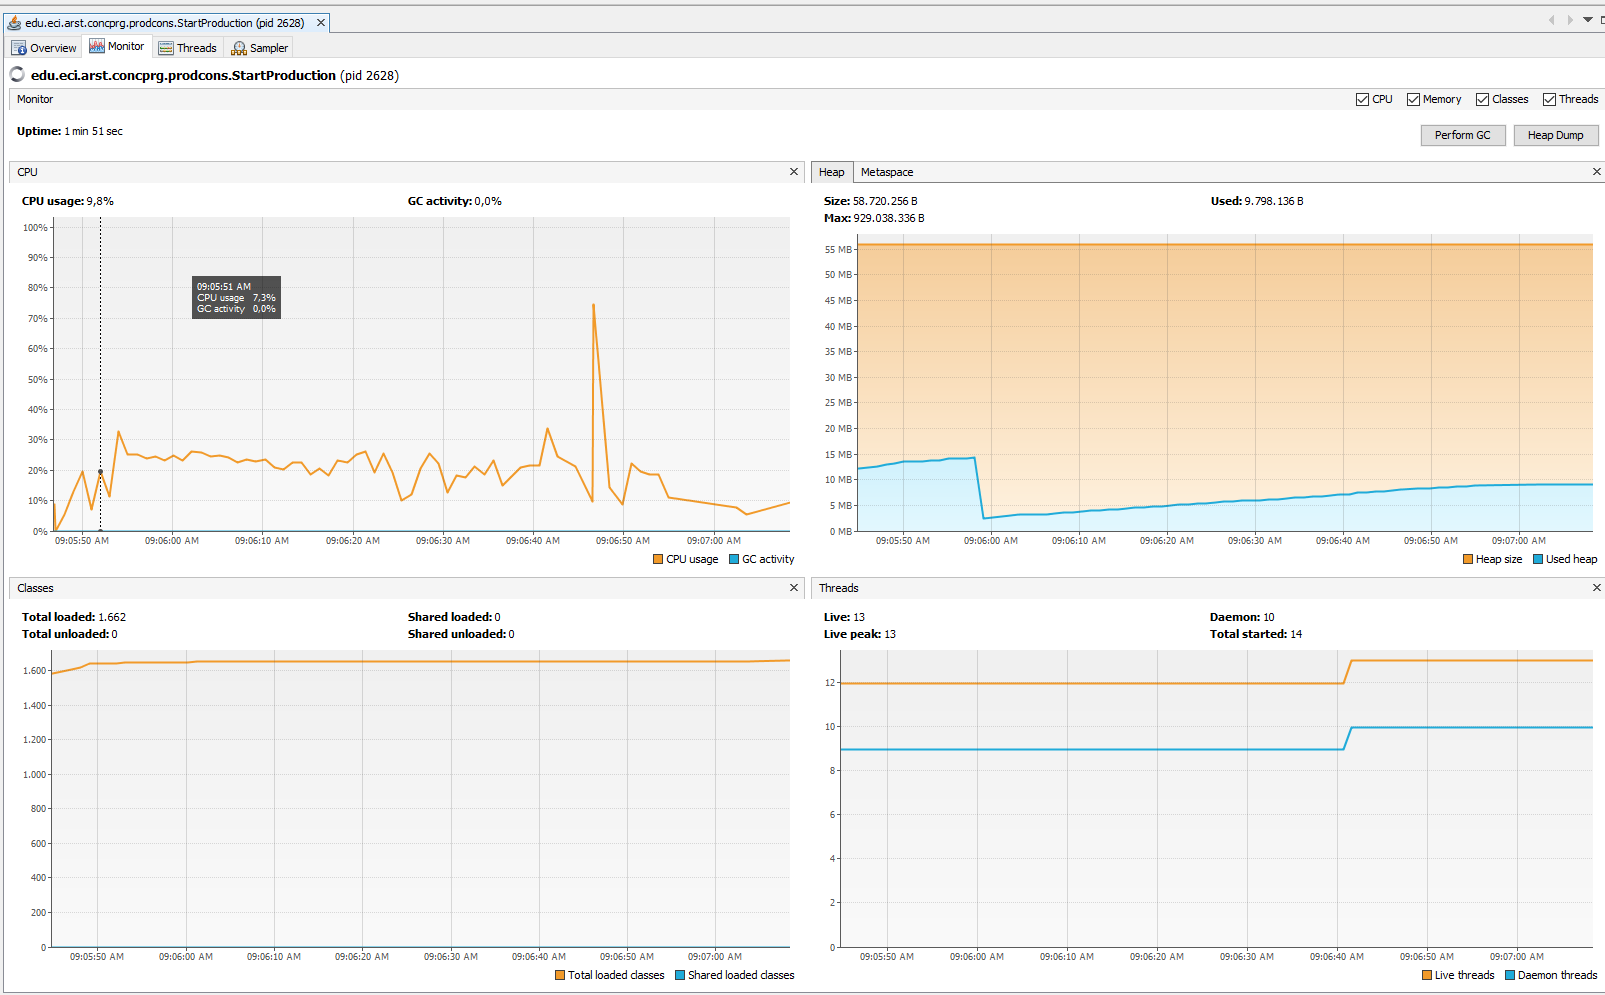 edu.eci.arst.concprg.prodcons.StartProduction (pid 2628)
Overview Monitor Threads Sampler
edu.eci.arst.concprg.prodcons.StartProduction (pid 2628)
Monitor CPU Memory Classes Threads
Uptime: 1 min 51 sec
Perform GC Heap Dump
CPU
CPU usage: 9,8% GC activity: 0,0%
100%
90%
80%
70%
60%
50%
40%
30%
20%
10%
0%
09:05:51 AM
CPU usage 7,3%
GC activity 0,0%
09:05:50 AM 09:06:00 AM 09:06:10 AM 09:06:20 AM 09:06:30 AM 09:06:40 AM 09:06:50 AM 09:07:00 AM
CPU usage GC activity
Heap Metaspace
Size: 58.720.256 B Used: 9.798.136 B
Max: 929.038.336 B
55 MB
50 MB
45 MB
40 MB
35 MB
30 MB
25 MB
20 MB
15 MB
10 MB
5 MB
0 MB
09:05:50 AM 09:06:00 AM 09:06:10 AM 09:06:20 AM 09:06:30 AM 09:06:40 AM 09:06:50 AM 09:07:00 AM
Heap size Used heap
Classes
Total loaded: 1.662 Shared loaded: 0
Total unloaded: 0 Shared unloaded: 0
1.600
1.400
1.200
1.000
800
600
400
200
0
09:05:50 AM 09:06:00 AM 09:06:10 AM 09:06:20 AM 09:06:30 AM 09:06:40 AM 09:06:50 AM 09:07:00 AM
Total loaded classes Shared loaded classes
Threads
Live: 13 Daemon: 10
Live peak: 13 Total started: 14
12
10
8
6
4
2
0
09:05:50 AM 09:06:00 AM 09:06:10 AM 09:06:20 AM 09:06:30 AM 09:06:40 AM 09:06:50 AM 09:07:00 AM
Live threads Daemon threads